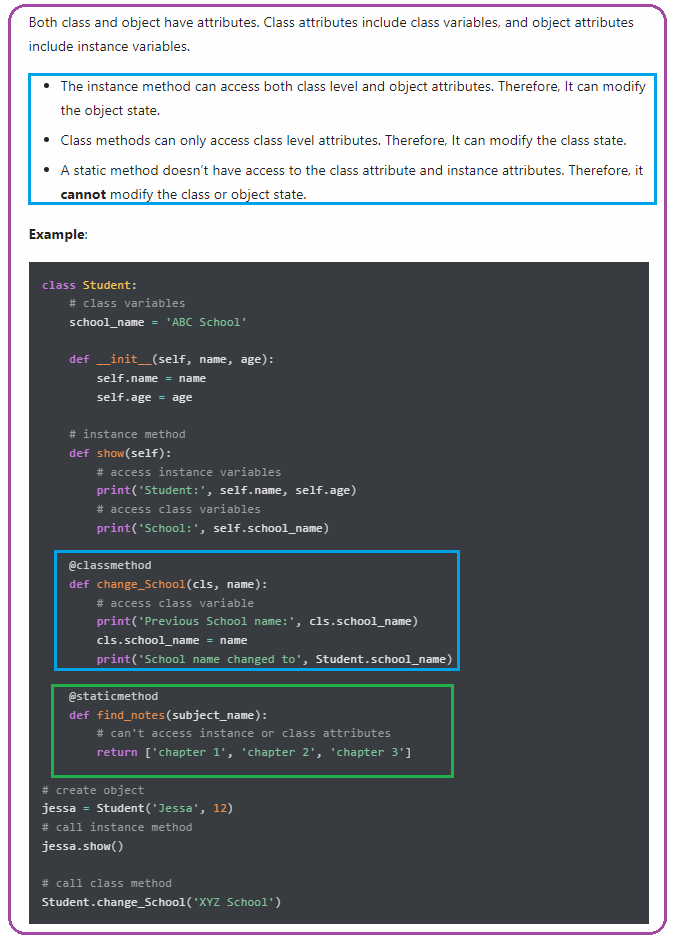 Both class and object have attributes. Class attributes include class variables, and object attributes
include instance variables.
• The instance method can access both class level and object attributes. Therefore, It can modify
the object state.
• Class methods can only access class level attributes. Therefore, It can modify the class state.
• A static method doesn’t have access to the class attribute and instance attributes. Therefore, it
cannot modify the class or object state.
Example:
class Student:
    # class variables
    school_name = 'ABC School'

    def __init__(self, name, age):
        self.name = name
        self.age = age

    # instance method
    def show(self):
        # access instance variables
        print('Student:', self.name, self.age)
        # access class variables
        print('School:', self.school_name)

    @classmethod
    def change_School(cls, name):
        # access class variable
        print('Previous School name:', cls.school_name)
        cls.school_name = name
        print('School name changed to', Student.school_name)

    @staticmethod
    def find_notes(subject_name):
        # can't access instance or class attributes
        return ['chapter 1', 'chapter 2', 'chapter 3']

# create object
jessa = Student('Jessa', 12)
# call instance method
jessa.show()

# call class method
Student.change_School('XYZ School')